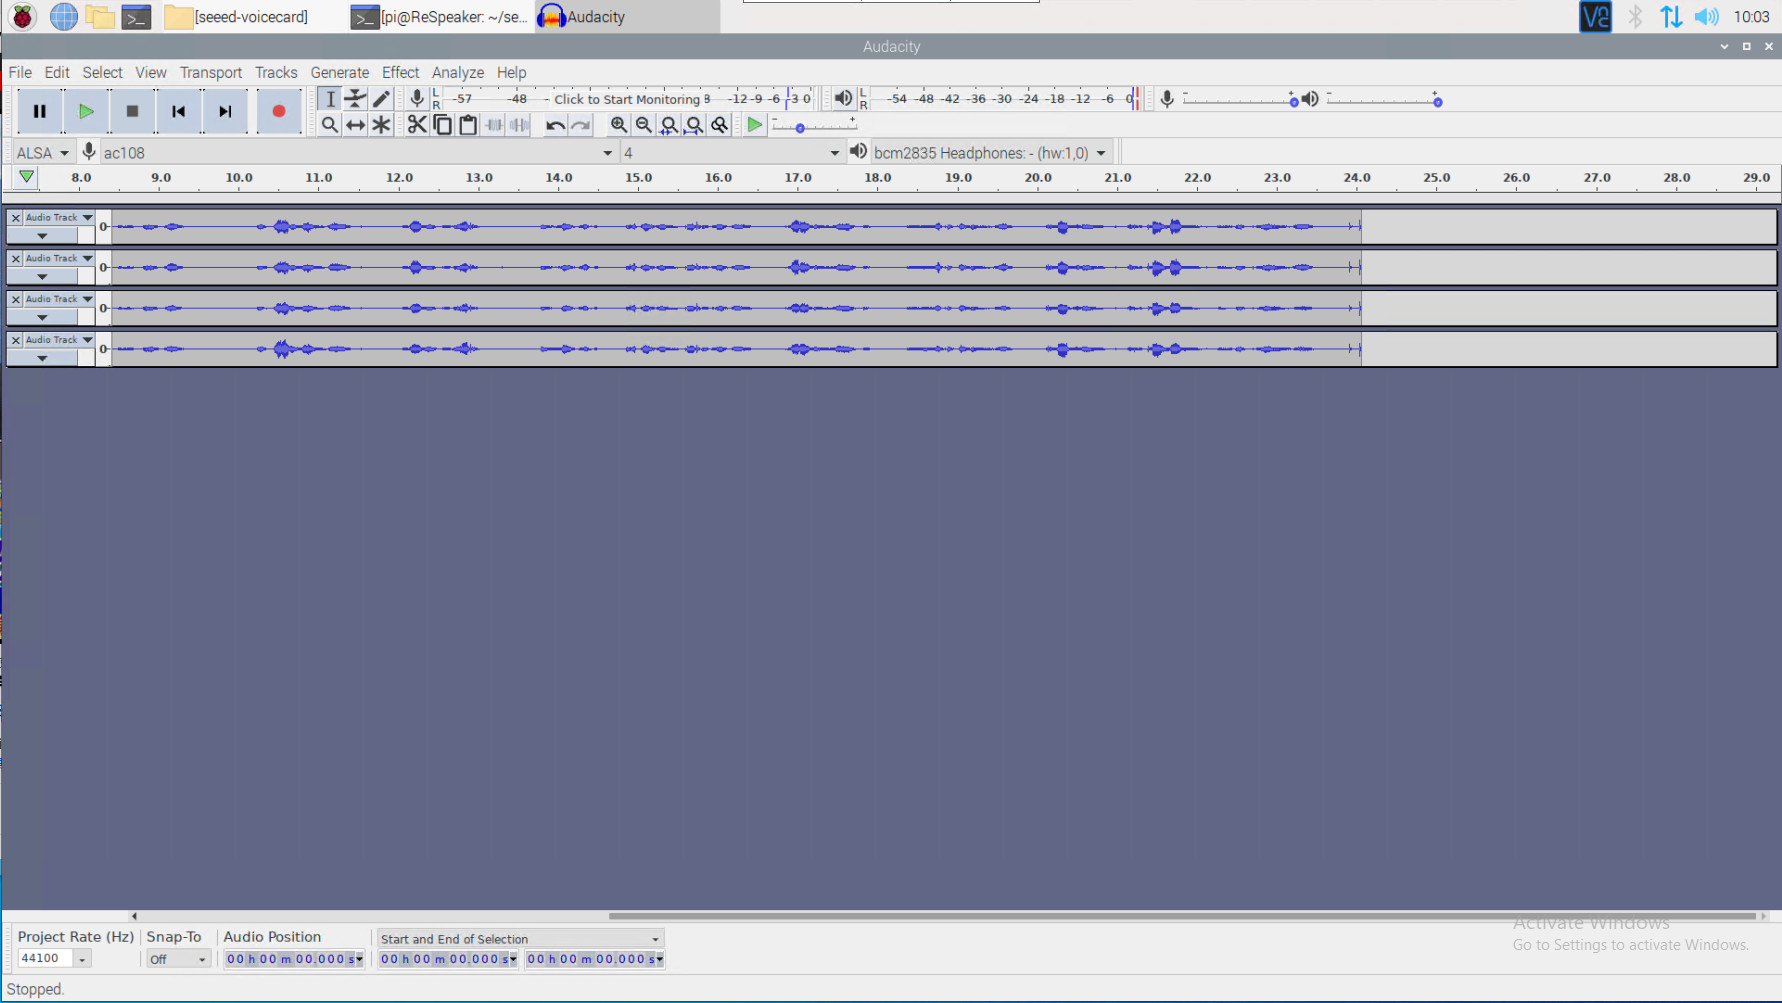 [seeed-voicecard]
[pi@ReSpeaker: ~/se...
Audacity
10:03
Audacity
File Edit Select View Transport Tracks Generate Effect Analyze Help
L
R
-57 -48 - Click to Start Monitoring -12 -9 -6 -3 0
L
R
-54 -48 -42 -36 -30 -24 -18 -12 -6 0
ALSA
ac108
4
bcm2835 Headphones: - (hw:1,0)
8.0 9.0 10.0 11.0 12.0 13.0 14.0 15.0 16.0 17.0 18.0 19.0 20.0 21.0 22.0 23.0 24.0 25.0 26.0 27.0 28.0 29.0
Audio Track 0-
Audio Track 0-
Audio Track 0-
Audio Track 0-
Activate Windows
Go to Settings to activate Windows.
Project Rate (Hz) Snap-To Audio Position Start and End of Selection
44100 Off 00 h 00 m 00.000 s 00 h 00 m 00.000 s 00 h 00 m 00.000 s
Stopped.